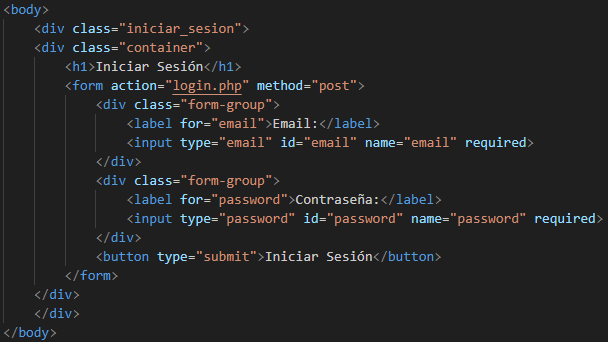 <body>
    <div class="iniciar_sesion">
    <div class="container">
        <h1>Iniciar Sesión</h1>
        <form action="login.php" method="post">
            <div class="form-group">
                <label for="email">Email:</label>
                <input type="email" id="email" name="email" required>
            </div>
            <div class="form-group">
                <label for="password">Contraseña:</label>
                <input type="password" id="password" name="password" required>
            </div>
            <button type="submit">Iniciar Sesión</button>
        </form>
    </div>
    </div>
</body>